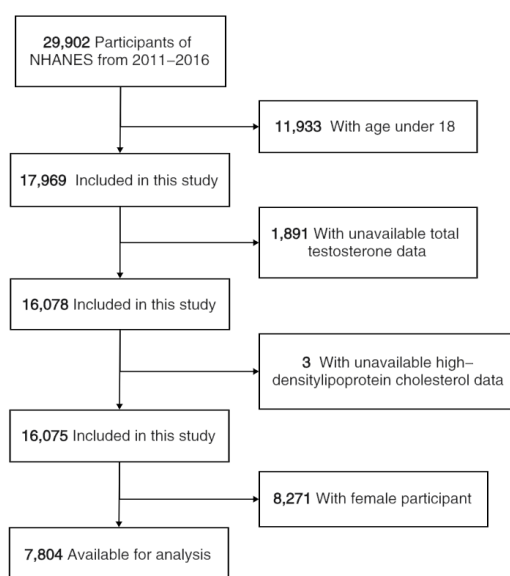 29,902 Participants of
NHANES from 2011–2016
11,933 With age under 18
17,969 Included in this study
1,891 With unavailable total
testosterone data
16,078 Included in this study
3 With unavailable high–
densitylipoprotein cholesterol data
16,075 Included in this study
8,271 With female participant
7,804 Available for analysis